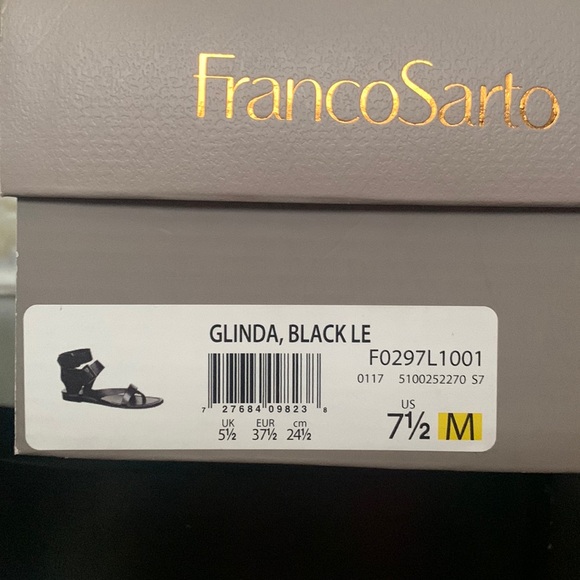 FrancoSarto
GLINDA, BLACK LE
F0297L1001
0117 5100252270 S7
7 27684 09823 8
UK EUR cm
5½ 37½ 24½
US
7½ M